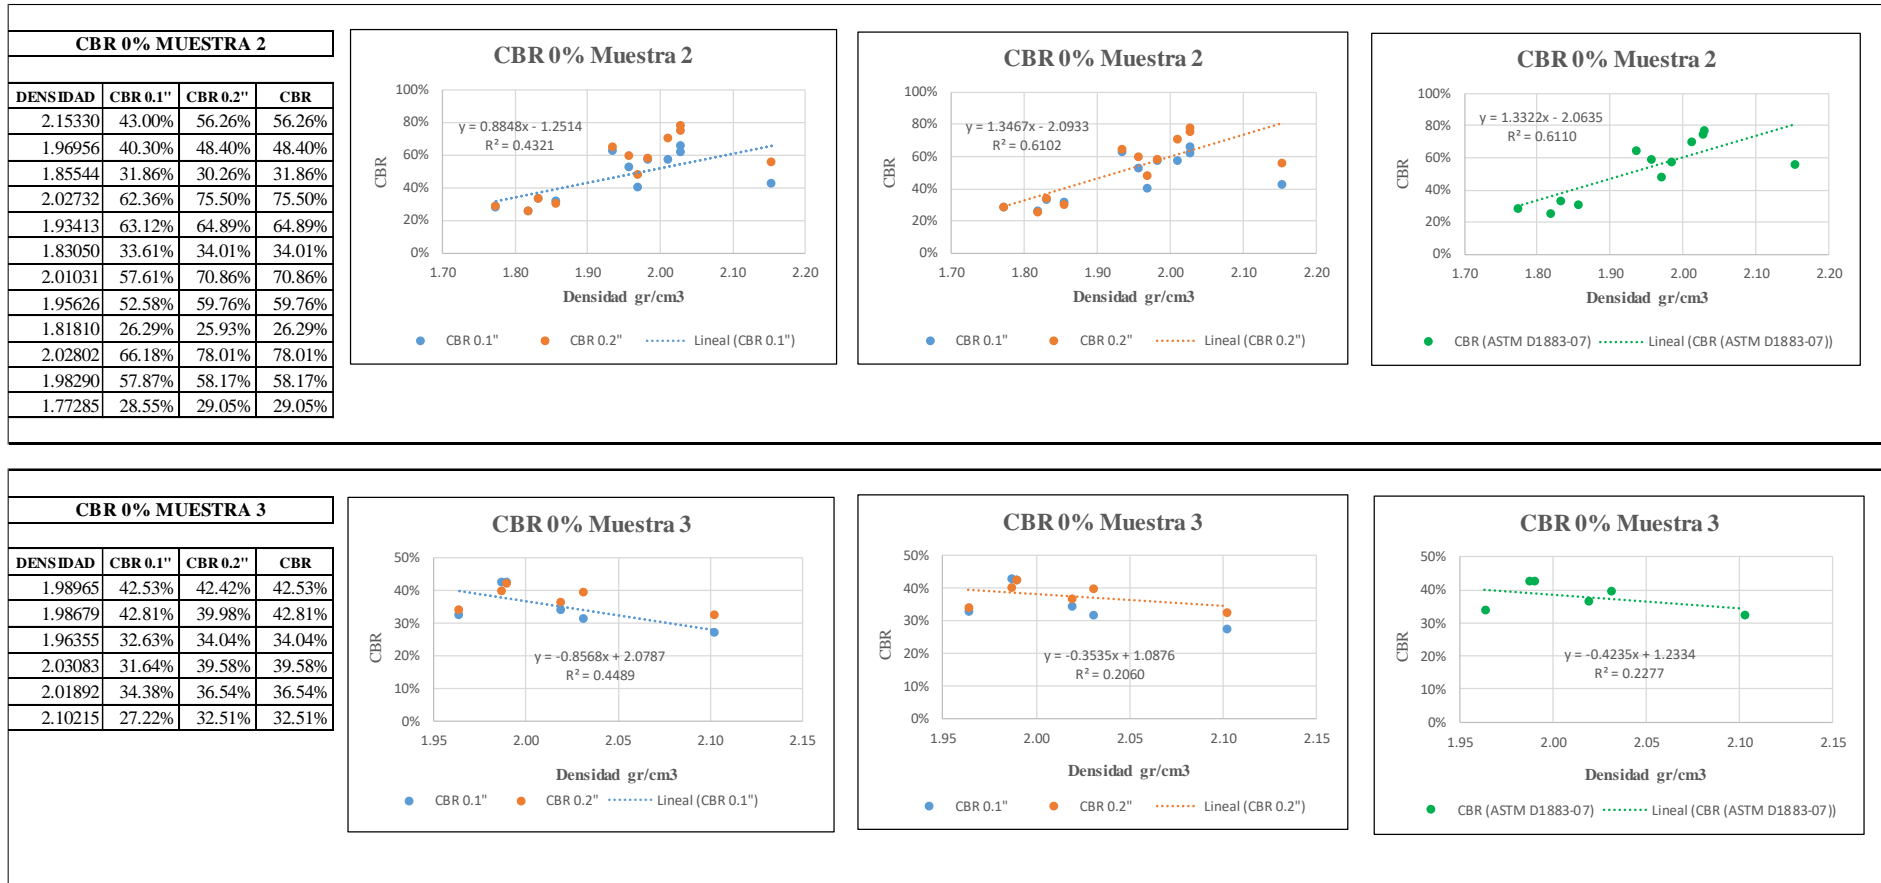 CBR 0% MUESTRA 2
DENSIDAD CBR 0.1" CBR 0.2" CBR
2.15330 43.00% 56.26% 56.26%
1.96956 40.30% 48.40% 48.40%
1.85544 31.86% 30.26% 31.86%
2.02732 62.36% 75.50% 75.50%
1.93413 63.12% 64.89% 64.89%
1.83050 33.61% 34.01% 34.01%
2.01031 57.61% 70.86% 70.86%
1.95626 52.58% 59.76% 59.76%
1.81810 26.29% 25.93% 26.29%
2.02802 66.18% 78.01% 78.01%
1.98290 57.87% 58.17% 58.17%
1.77285 28.55% 29.05% 29.05%
CBR 0% Muestra 2
100%
80%
60%
40%
20%
0%
CBR
y = 0.8848x - 1.2514
R² = 0.4321
1.70 1.80 1.90 2.00 2.10 2.20
Densidad gr/cm3
CBR 0.1" CBR 0.2" Lineal (CBR 0.1")
CBR 0% Muestra 2
100%
80%
60%
40%
20%
0%
CBR
y = 1.3467x - 2.0933
R² = 0.6102
1.70 1.80 1.90 2.00 2.10 2.20
Densidad gr/cm3
CBR 0.1" CBR 0.2" Lineal (CBR 0.2")
CBR 0% Muestra 2
100%
80%
60%
40%
20%
0%
CBR
y = 1.3322x - 2.0635
R² = 0.6110
1.70 1.80 1.90 2.00 2.10 2.20
Densidad gr/cm3
CBR (ASTM D1883-07) Lineal (CBR (ASTM D1883-07))
CBR 0% MUESTRA 3
DENSIDAD CBR 0.1" CBR 0.2" CBR
1.98965 42.53% 42.42% 42.53%
1.98679 42.81% 39.98% 42.81%
1.96355 32.63% 34.04% 34.04%
2.03083 31.64% 39.58% 39.58%
2.01892 34.38% 36.54% 36.54%
2.10215 27.22% 32.51% 32.51%
CBR 0% Muestra 3
50%
40%
30%
20%
10%
0%
CBR
y = -0.8568x + 2.0787
R² = 0.4489
1.95 2.00 2.05 2.10 2.15
Densidad gr/cm3
CBR 0.1" CBR 0.2" Lineal (CBR 0.1")
CBR 0% Muestra 3
50%
40%
30%
20%
10%
0%
CBR
y = -0.3535x + 1.0876
R² = 0.2060
1.95 2.00 2.05 2.10 2.15
Densidad gr/cm3
CBR 0.1" CBR 0.2" Lineal (CBR 0.2")
CBR 0% Muestra 3
50%
40%
30%
20%
10%
0%
CBR
y = -0.4235x + 1.2334
R² = 0.2277
1.95 2.00 2.05 2.10 2.15
Densidad gr/cm3
CBR (ASTM D1883-07) Lineal (CBR (ASTM D1883-07))